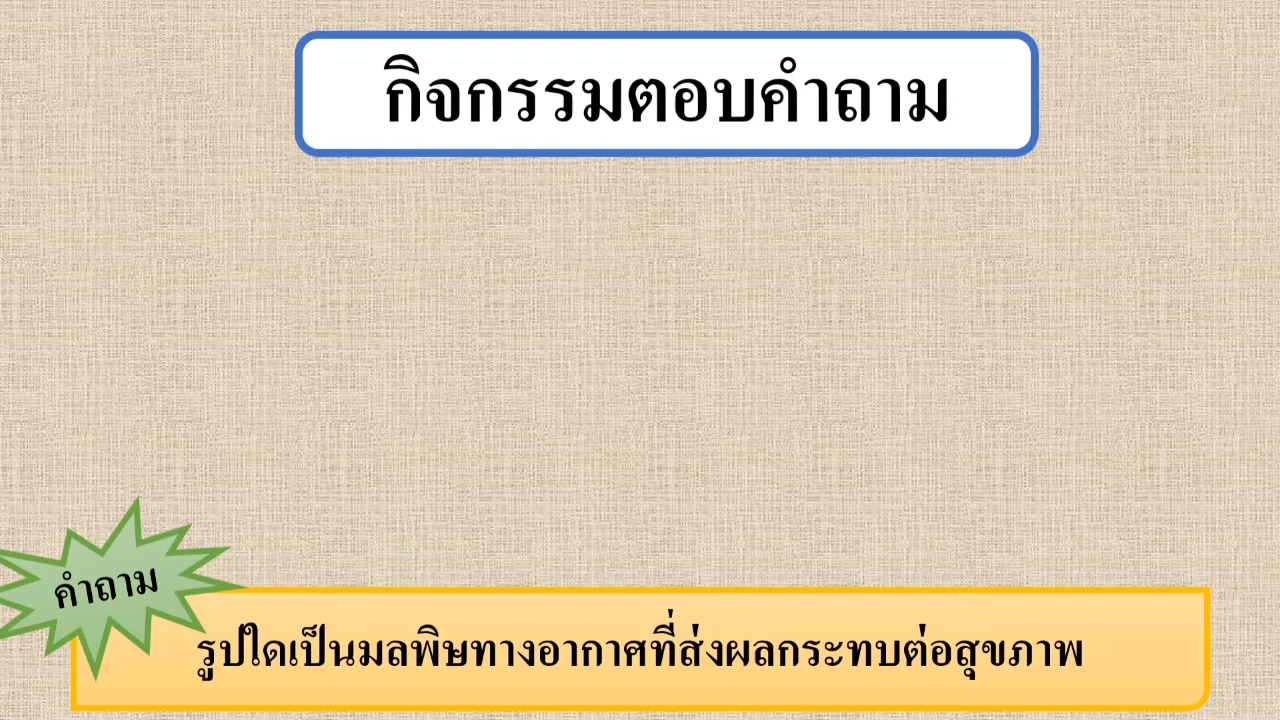 กิจกรรมตอบคำถาม
คำถาม
รูปใดเป็นมลพิษทางอากาศที่ส่งผลกระทบต่อสุขภาพ